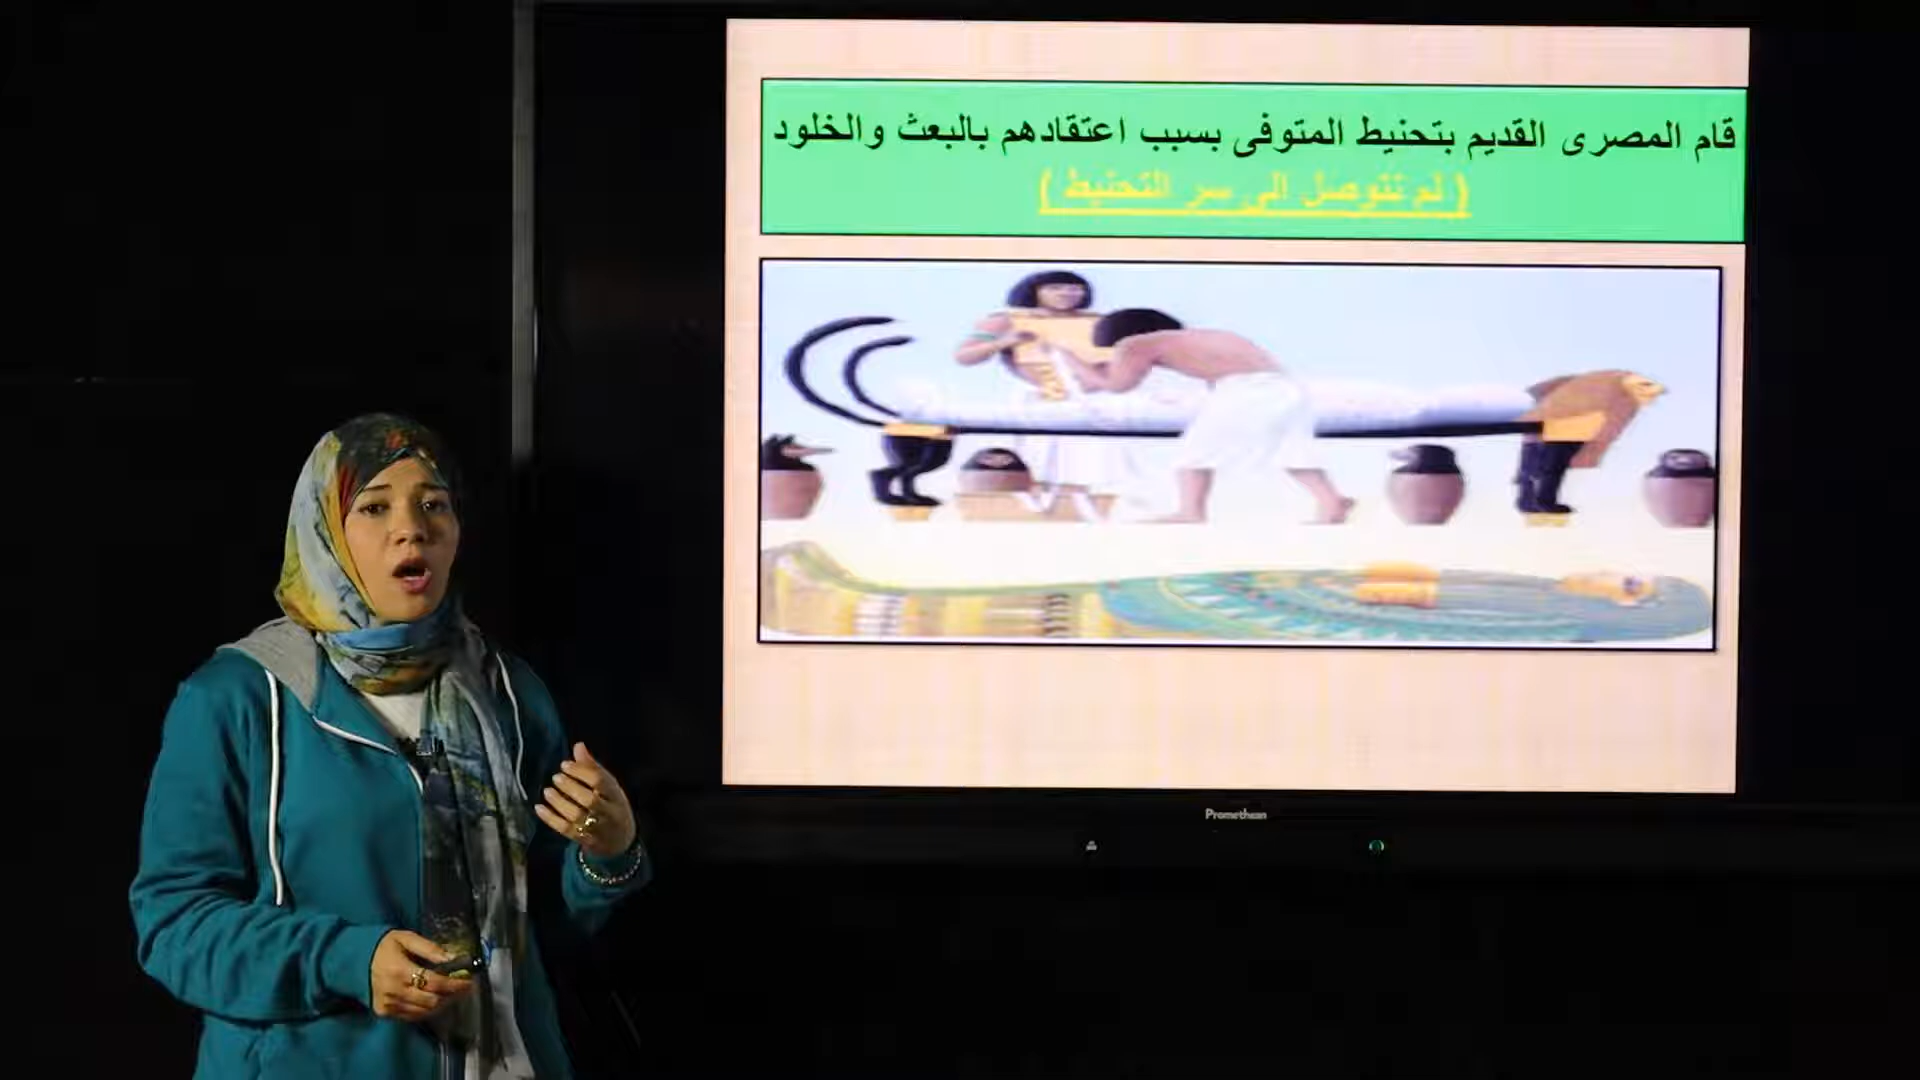 قام المصرى القديم بتحنيط المتوفى بسبب اعتقادهم بالبعث والخلود
( لم نتوصل الى سر التحنيط )
Promethean